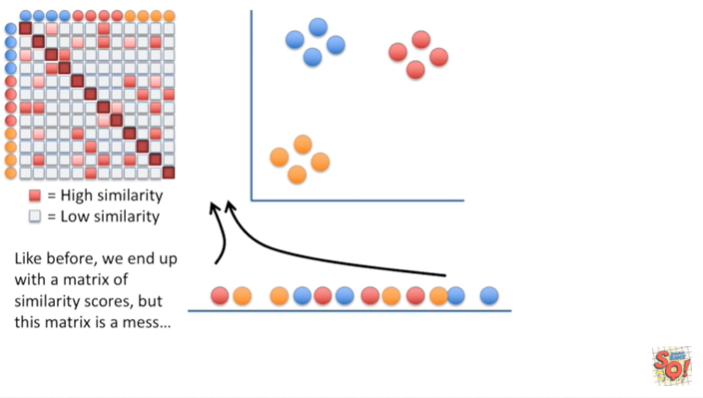 = High similarity
= Low similarity
Like before, we end up
with a matrix of
similarity scores, but
this matrix is a mess...
SQ!